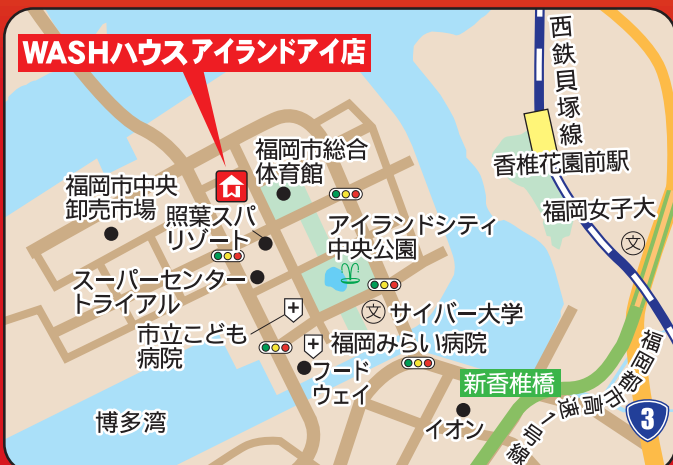 WASHハウスアイランドアイ店
西鉄貝塚線
香椎花園前駅
福岡市総合
体育館
福岡市中央
卸売市場
照葉スパ
リゾート
福岡女子大
文
アイランドシティ
中央公園
スーパーセンター
トライアル
文 サイバー大学
市立こども
病院
福岡みらい病院
フード
ウェイ
新香椎橋
福岡都市高速1号線
3
イオン
博多湾